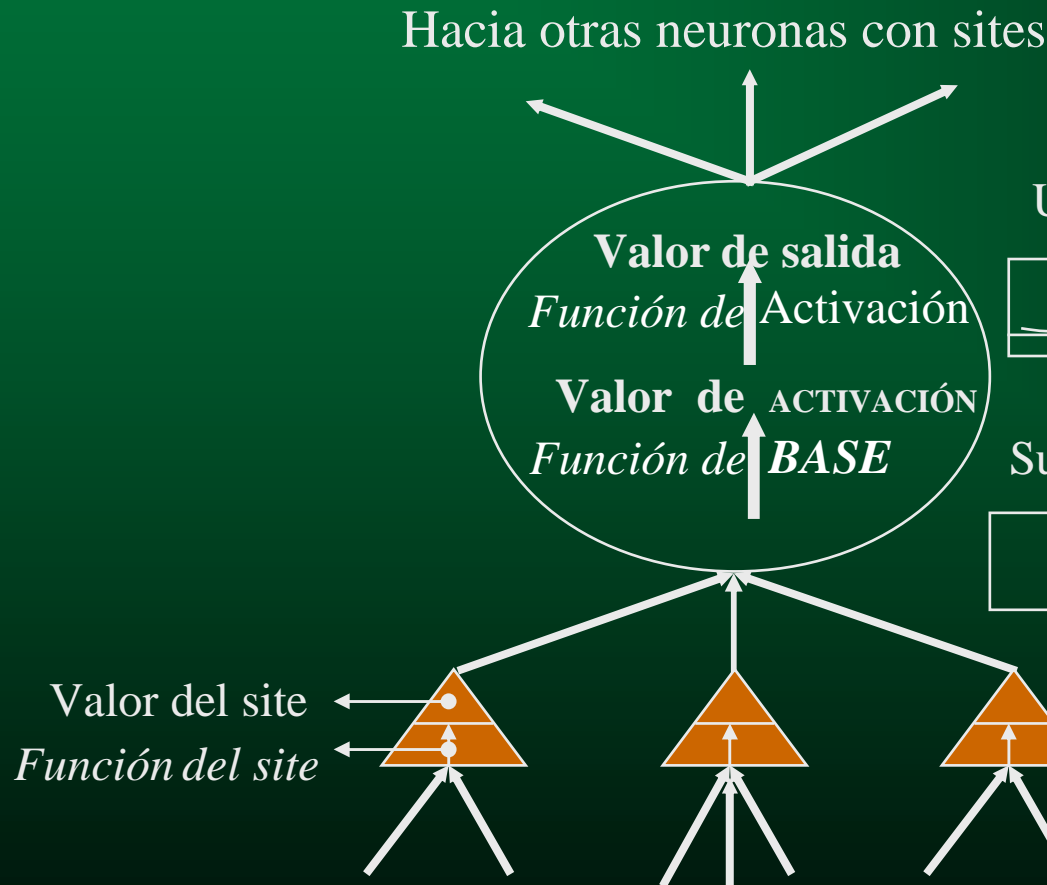 Hacia otras neuronas con sites
Valor de salida
Función de Activación
Valor de ACTIVACIÓN
Función de BASE
Valor del site
Función del site